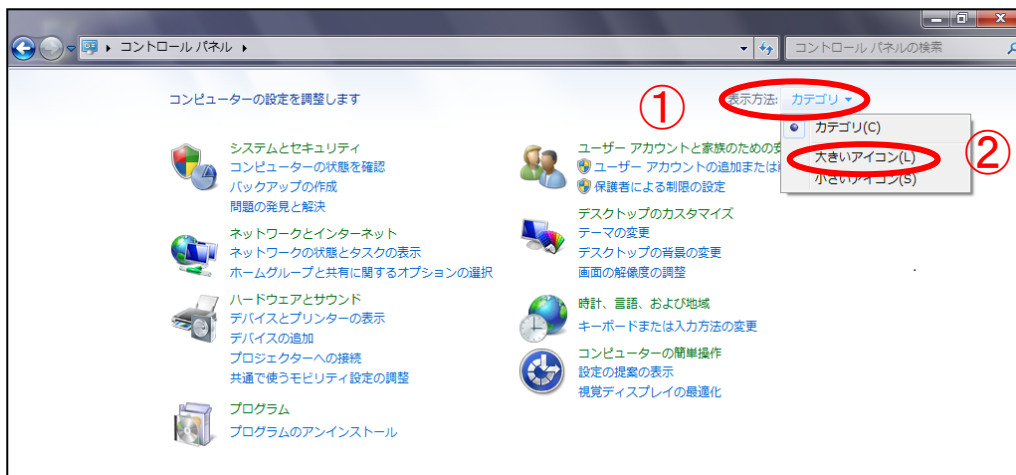 コントロール パネル
コントロール パネルの検索
コンピューターの設定を調整します
①
表示方法: カテゴリ
カテゴリ(C)
大きいアイコン(L)
小さいアイコン(S)
②
システムとセキュリティ
コンピューターの状態を確認
バックアップの作成
問題の発見と解決
ネットワークとインターネット
ネットワークの状態とタスクの表示
ホームグループと共有に関するオプションの選択
ハードウェアとサウンド
デバイスとプリンターの表示
デバイスの追加
プロジェクターへの接続
共通で使うモビリティ設定の調整
プログラム
プログラムのアンインストール
ユーザー アカウントと家族のための
ユーザー アカウントの追加または
保護者による制限の設定
デスクトップのカスタマイズ
テーマの変更
デスクトップの背景の変更
画面の解像度の調整
時計、言語、および地域
キーボードまたは入力方法の変更
コンピューターの簡単操作
設定の提案の表示
視覚ディスプレイの最適化